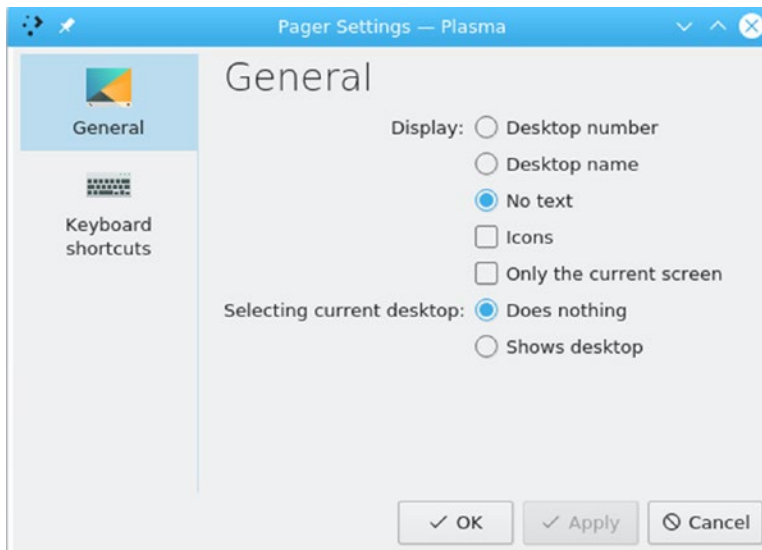 Pager Settings — Plasma
General
General
Display: Desktop number
Desktop name
No text
Icons
Only the current screen
Selecting current desktop: Does nothing
Shows desktop
Keyboard
shortcuts
OK Apply Cancel